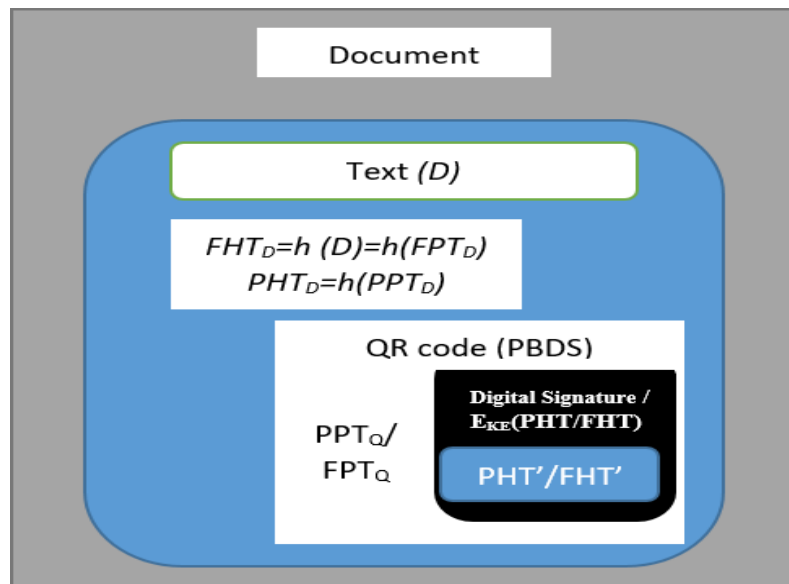 Document
Text (D)
FHT_D=h (D)=h(FPT_D)
PHT_D=h(PPT_D)
QR code (PBDS)
PPT_Q/
FPT_Q
Digital Signature /
E_KE(PHT/FHT)
PHT’/FHT’